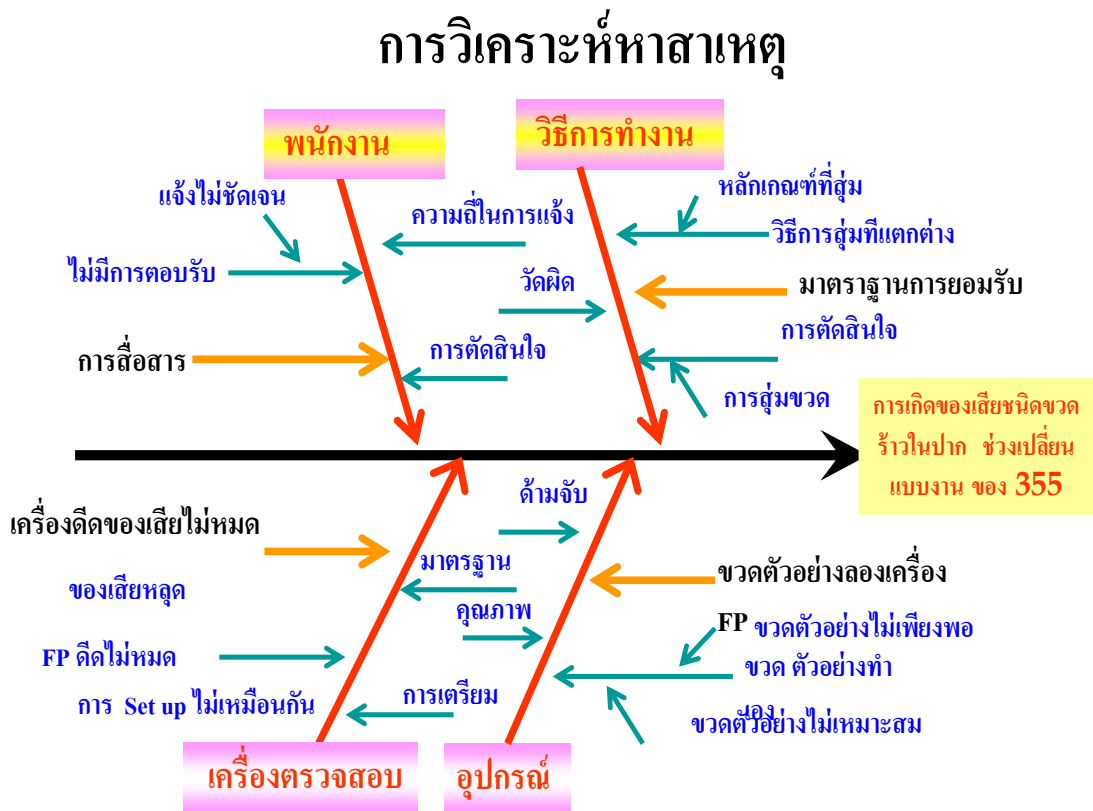 การวิเคราะห์หาสาเหตุ
พนักงาน
วิธีการทำงาน
แจ้งไม่ชัดเจน
ความถี่ในการแจ้ง
หลักเกณฑ์ที่สุ่ม
วิธีการสุ่มทีแตกต่าง
ไม่มีการตอบรับ
วัดผิด
มาตราฐานการยอมรับ
การสื่อสาร
การตัดสินใจ
การตัดสินใจ
การสุ่มขวด
การเกิดของเสียชนิดขวด
ร้าวในปาก ช่วงเปลี่ยน
แบบงาน ของ 355
ด้ามจับ
เครื่องดีดของเสียไม่หมด
มาตรฐาน
ขวดตัวอย่างลองเครื่อง
ของเสียหลุด
คุณภาพ
FP ขวดตัวอย่างไม่เพียงพอ
FP ดีดไม่หมด
ขวด ตัวอย่างทำ
เอง
การ Set up ไม่เหมือนกัน
การเตรียม
ขวดตัวอย่างไม่เหมาะสม
เครื่องตรวจสอบ
อุปกรณ์